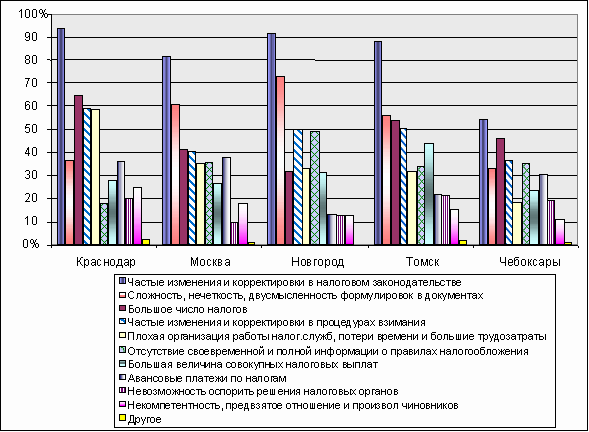 100%
90
80
70
60
50
40
30
20
10
0%
Краснодар Москва Новгород Томск Чебоксары
Частые изменения и корректировки в налоговом законодательстве
Сложность, нечеткость, двусмысленность формулировок в документах
Большое число налогов
Частые изменения и корректировки в процедурах взимания
Плохая организация работы налог.служб, потери времени и большие трудозатраты
Отсутствие своевременной и полной информации о правилах налогообложения
Большая величина совокупных налоговых выплат
Авансовые платежи по налогам
Невозможность оспорить решения налоговых органов
Некомпетентность, предвзятое отношение и произвол чиновников
Другое